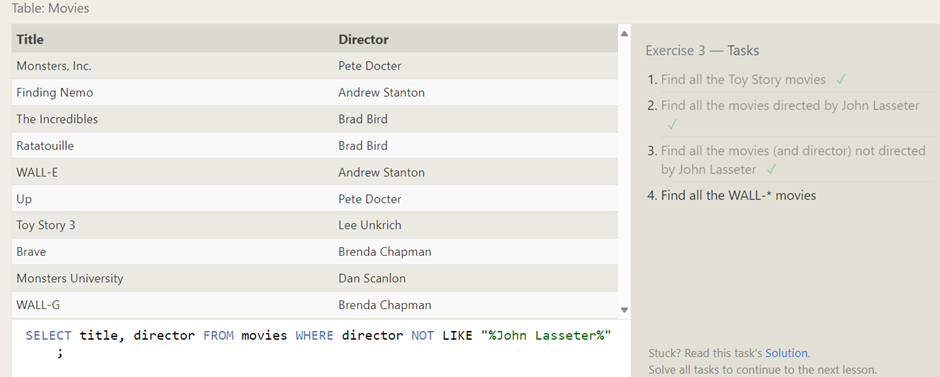 Table: Movies
Title Director
Monsters, Inc. Pete Docter
Finding Nemo Andrew Stanton
The Incredibles Brad Bird
Ratatouille Brad Bird
WALL-E Andrew Stanton
Up Pete Docter
Toy Story 3 Lee Unkrich
Brave Brenda Chapman
Monsters University Dan Scanlon
WALL-G Brenda Chapman
SELECT title, director FROM movies WHERE director NOT LIKE "%John Lasseter%"
;
Exercise 3 — Tasks
1. Find all the Toy Story movies ✓
2. Find all the movies directed by John Lasseter
✓
3. Find all the movies (and director) not directed
by John Lasseter ✓
4. Find all the WALL-* movies
Stuck? Read this task's Solution.
Solve all tasks to continue to the next lesson.